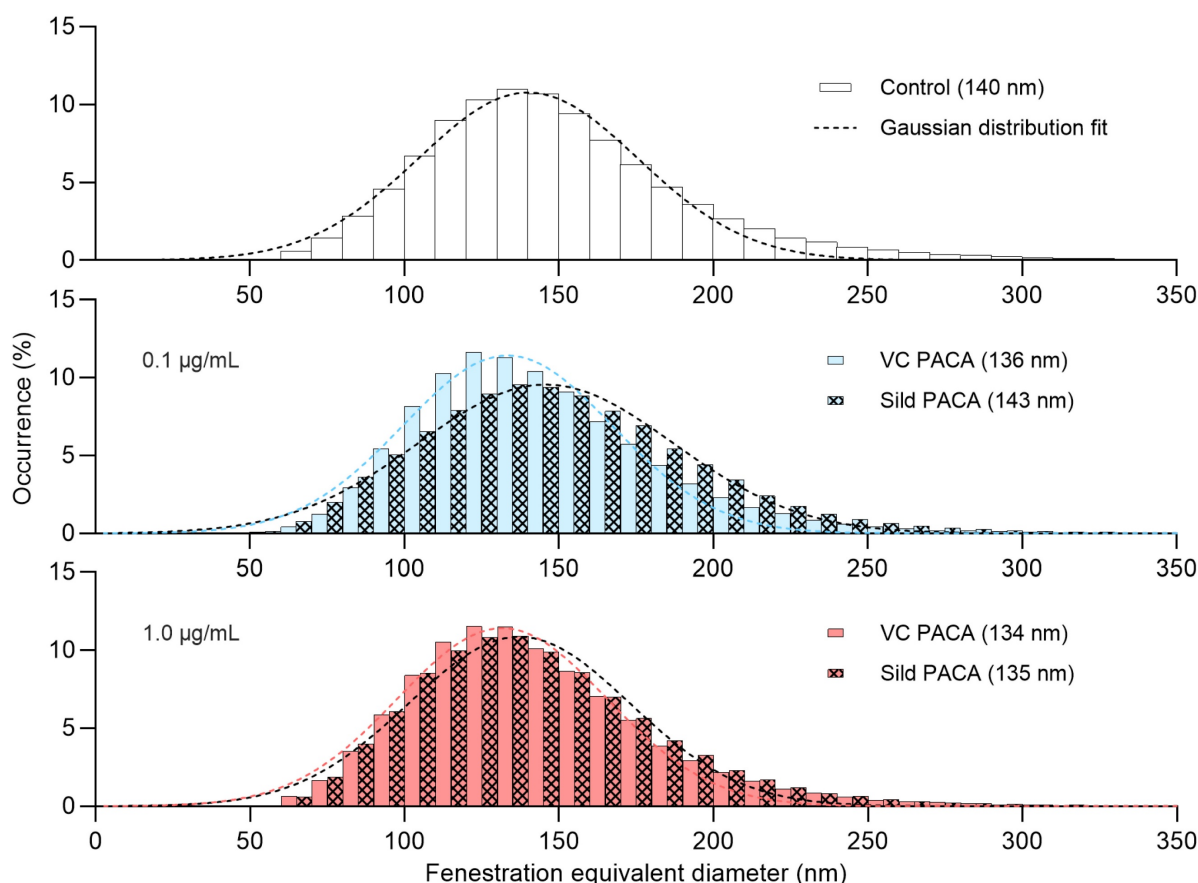 15
Control (140 nm)
10
Gaussian distribution fit
5
0
50 100 150 200 250 300 350
Occurrence (%)
15
0.1 µg/mL
VC PACA (136 nm)
10
Sild PACA (143 nm)
5
0
50 100 150 200 250 300 350
15
1.0 µg/mL
VC PACA (134 nm)
10
Sild PACA (135 nm)
5
0
0 50 100 150 200 250 300 350
Fenestration equivalent diameter (nm)